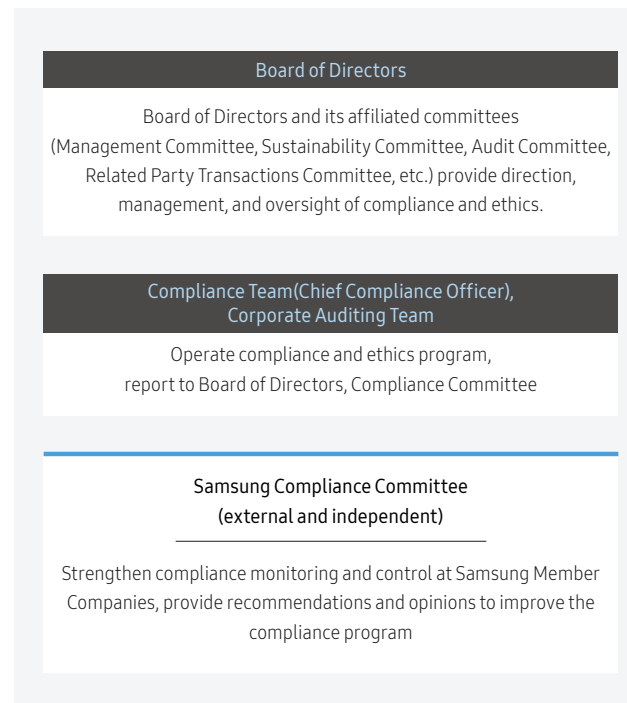 Board of Directors
Board of Directors and its affiliated committees
(Management Committee, Sustainability Committee, Audit Committee,
Related Party Transactions Committee, etc.) provide direction,
management, and oversight of compliance and ethics.
Compliance Team(Chief Compliance Officer),
Corporate Auditing Team
Operate compliance and ethics program,
report to Board of Directors, Compliance Committee
Samsung Compliance Committee
(external and independent)
Strengthen compliance monitoring and control at Samsung Member
Companies, provide recommendations and opinions to improve the
compliance program